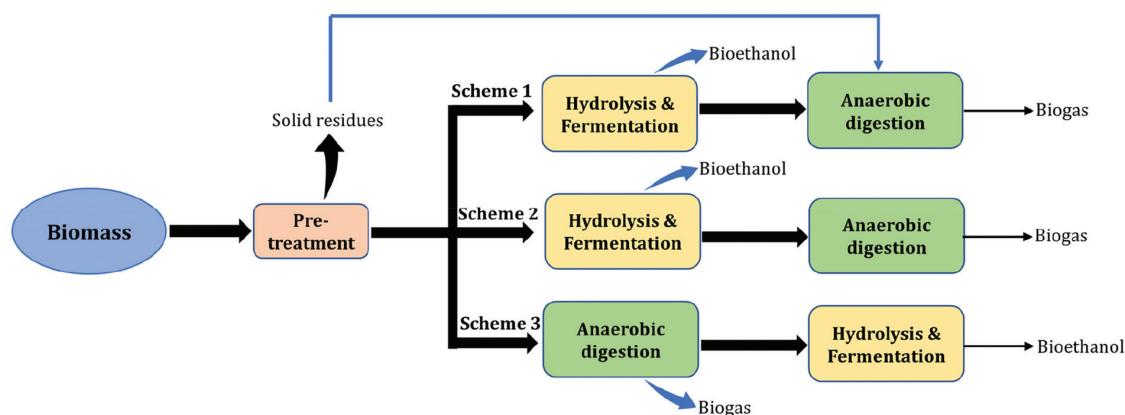 Bioethanol
Scheme 1
Hydrolysis &
Fermentation
Anaerobic
digestion
Biogas
Solid residues
Bioethanol
Biomass
Pre-
treatment
Scheme 2
Hydrolysis &
Fermentation
Anaerobic
digestion
Biogas
Scheme 3
Anaerobic
digestion
Hydrolysis &
Fermentation
Bioethanol
Biogas